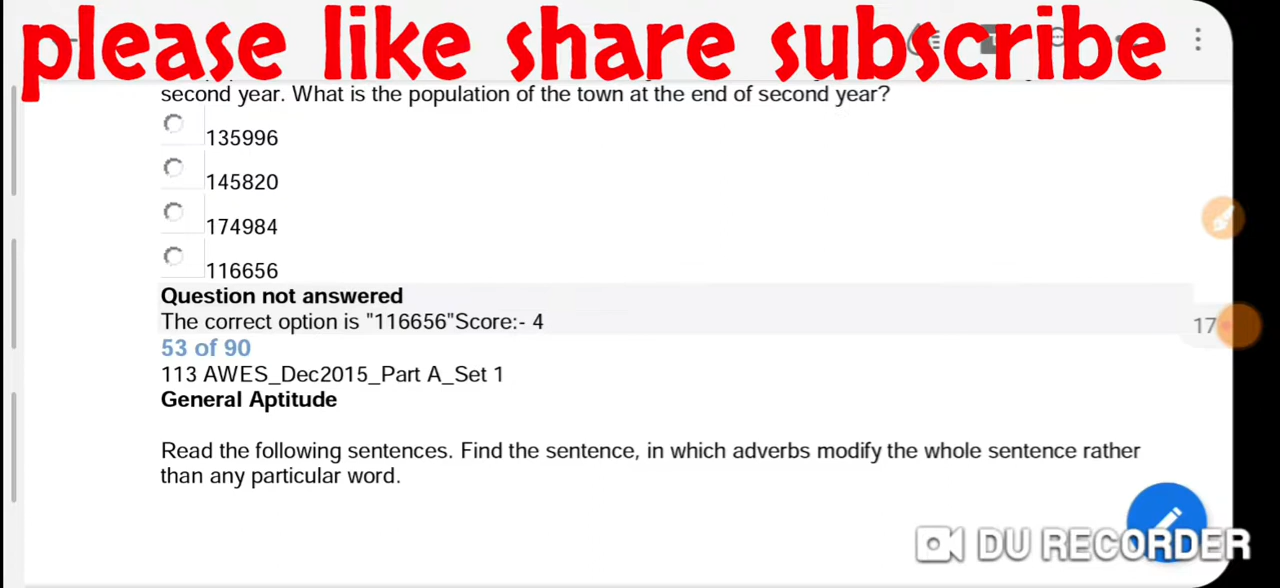 please like share subscribe
second year. What is the population of the town at the end of second year?
135996
145820
174984
116656
Question not answered
The correct option is "116656"Score:- 4
17
53 of 90
113 AWES_Dec2015_Part A_Set 1
General Aptitude
Read the following sentences. Find the sentence, in which adverbs modify the whole sentence rather
than any particular word.
DU RECORDER